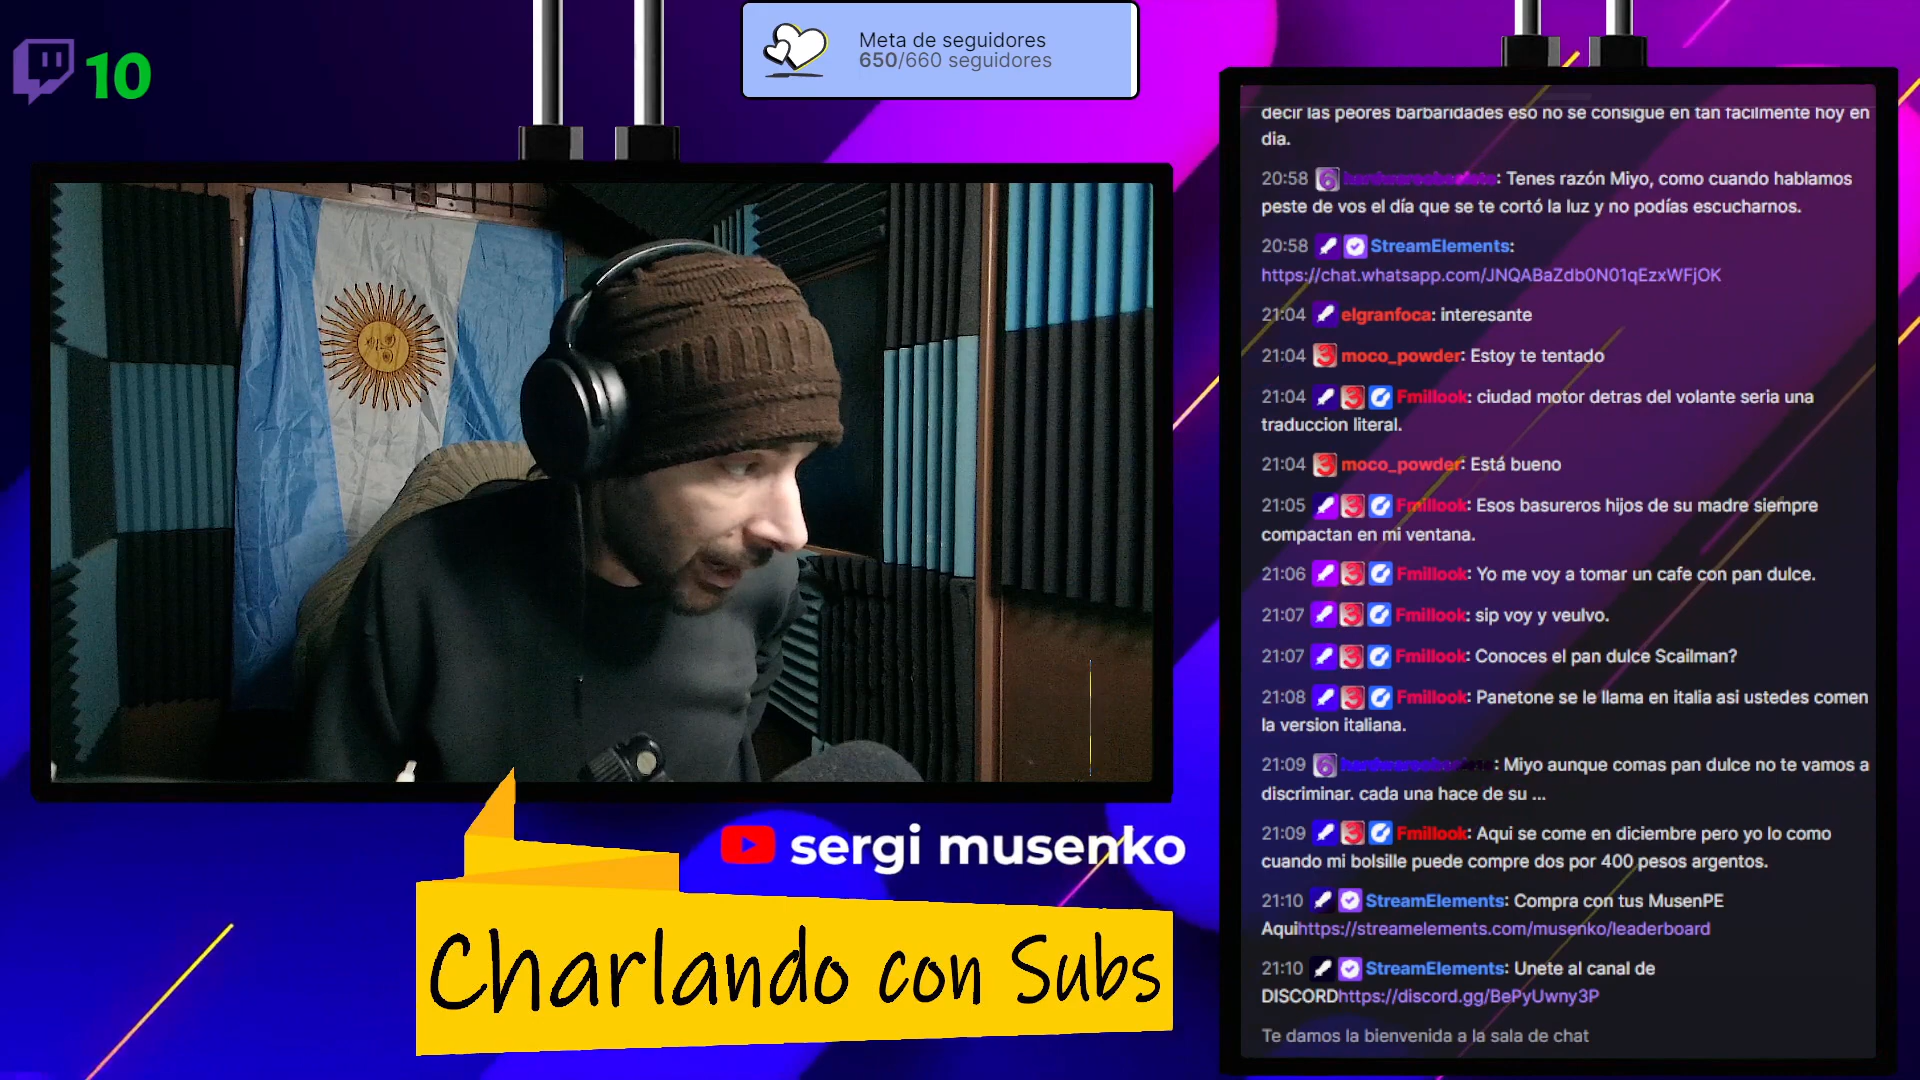 10
Meta de seguidores
650/660 seguidores
decir las peores barbaridades eso no se consigue en tan facilmente hoy en
dia.
20:58 : Tenes razón Miyo, como cuando hablamos
peste de vos el día que se te cortó la luz y no podías escucharnos.
20:58 StreamElements:
https://chat.whatsapp.com/JNQABaZdb0N01qEzxWFjOK
21:04 elgranfoca: interesante
21:04 moco_powder: Estoy te tentado
21:04 Fmillook: ciudad motor detras del volante seria una
traduccion literal.
21:04 moco_powder: Está bueno
21:05 Fmillook: Esos basureros hijos de su madre siempre
compactan en mi ventana.
21:06 Fmillook: Yo me voy a tomar un cafe con pan dulce.
21:07 Fmillook: sip voy y veulvo.
21:07 Fmillook: Conoces el pan dulce Scailman?
21:08 Fmillook: Panetone se le llama en italia asi ustedes comen
la version italiana.
21:09 : Miyo aunque comas pan dulce no te vamos a
discriminar. cada una hace de su ...
21:09 Fmillook: Aqui se come en diciembre pero yo lo como
cuando mi bolsille puede compre dos por 400 pesos argentos.
21:10 StreamElements: Compra con tus MusenPE
Aquihttps://streamelements.com/musenko/leaderboard
21:10 StreamElements: Unete al canal de
DISCORDhttps://discord.gg/BePyUwny3P
Te damos la bienvenida a la sala de chat
sergi musenko
Charlando con Subs